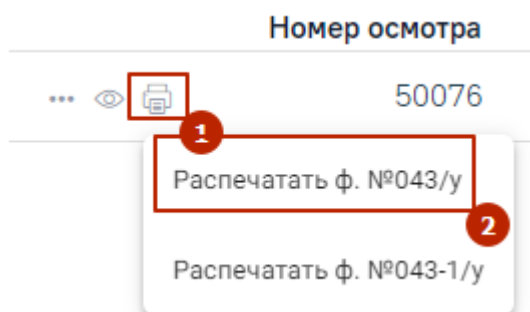 Номер осмотра
50076
1
Распечатать ф. №043/у
2
Распечатать ф. №043-1/у